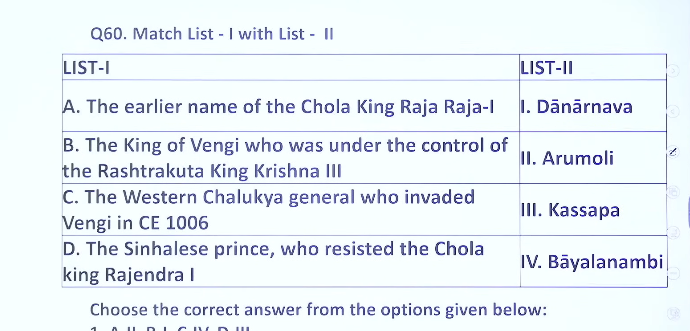 Q60. Match List - I with List - II
LIST-I LIST-II
A. The earlier name of the Chola King Raja Raja-I I. Dānārnava
B. The King of Vengi who was under the control of
the Rashtrakuta King Krishna III
II. Arumoli
C. The Western Chalukya general who invaded
Vengi in CE 1006
III. Kassapa
D. The Sinhalese prince, who resisted the Chola
king Rajendra I
IV. Bāyalanambi
Choose the correct answer from the options given below: